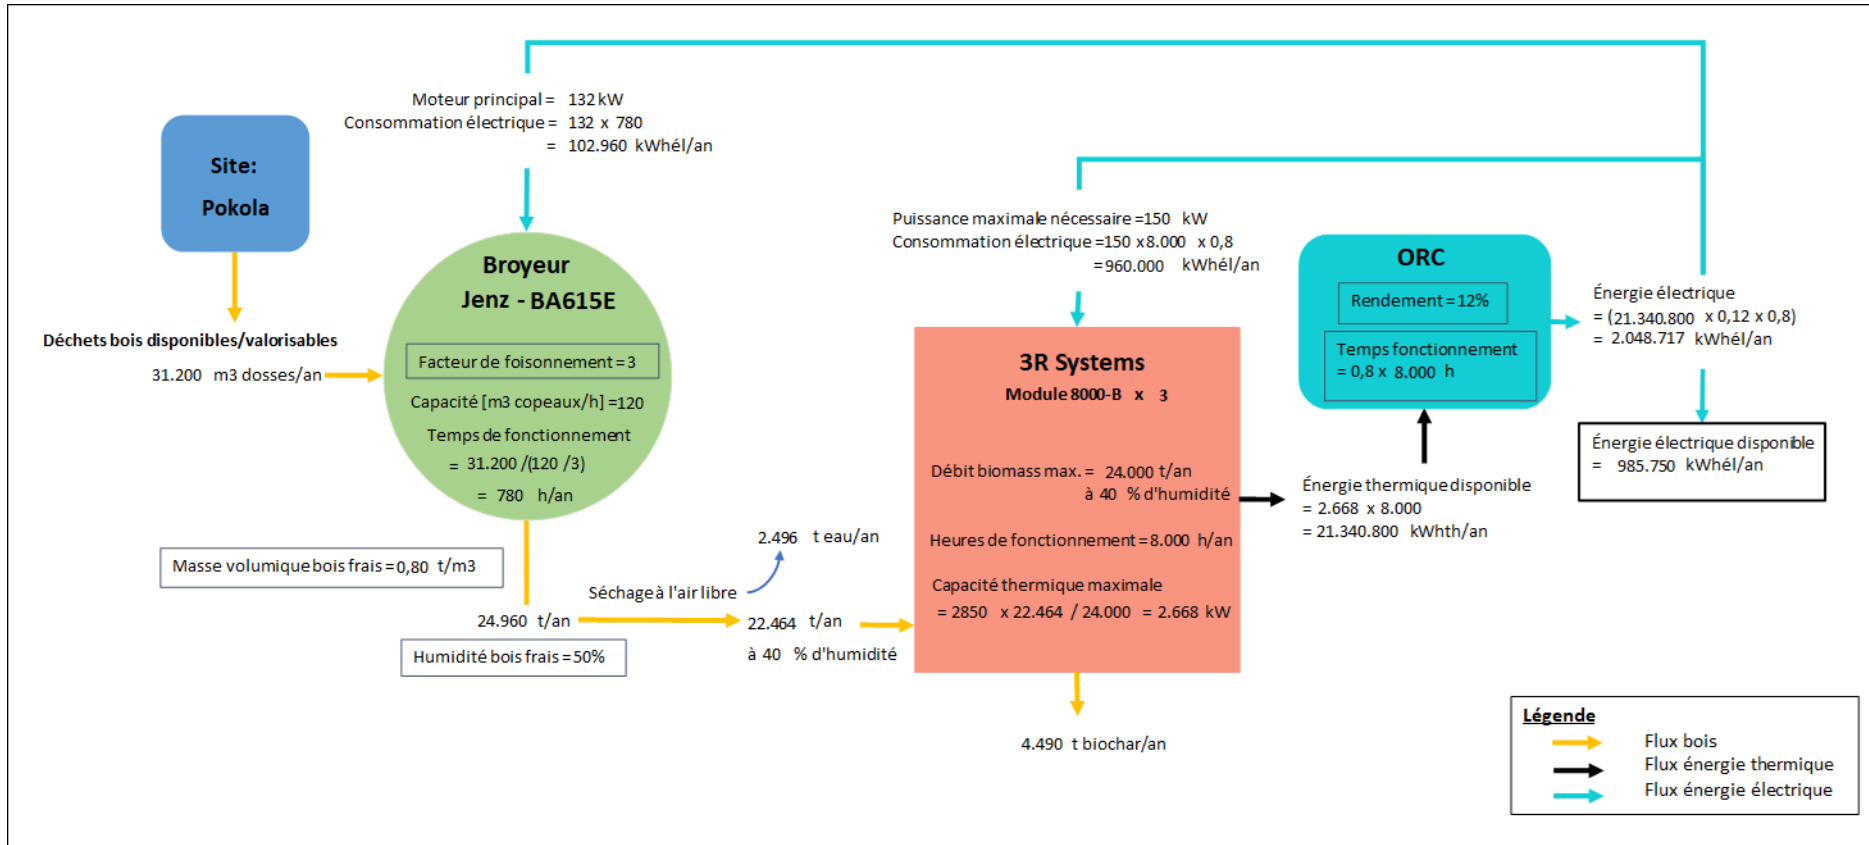 Moteur principal = 132 kW
Consommation électrique = 132 x 780
= 102.960 kWhél/an
Site:
Pokola
Déchets bois disponibles/valorisables
31.200 m3 dosses/an
Broyeur
Jenz - BA615E
Facteur de foisonnement = 3
Capacité [m3 copeaux/h] = 120
Temps de fonctionnement
= 31.200 /(120 /3)
= 780 h/an
Masse volumique bois frais = 0,80 t/m3
24.960 t/an
Humidité bois frais = 50%
Séchage à l'air libre
2.496 t eau/an
22.464 t/an
à 40 % d'humidité
Puissance maximale nécessaire =150 kW
Consommation électrique =150 x 8.000 x 0,8
= 960.000 kWhél/an
3R Systems
Module 8000-B x 3
Débit biomass max. = 24.000 t/an
à 40 % d'humidité
Heures de fonctionnement = 8.000 h/an
Capacité thermique maximale
= 2850 x 22.464 / 24.000 = 2.668 kW
4.490 t biochar/an
ORC
Rendement = 12%
Temps fonctionnement
= 0,8 x 8.000 h
Énergie thermique disponible
= 2.668 x 8.000
= 21.340.800 kWhth/an
Énergie électrique
= (21.340.800 x 0,12 x 0,8)
= 2.048.717 kWhél/an
Énergie électrique disponible
= 985.750 kWhél/an
Légende
Flux bois
Flux énergie thermique
Flux énergie électrique